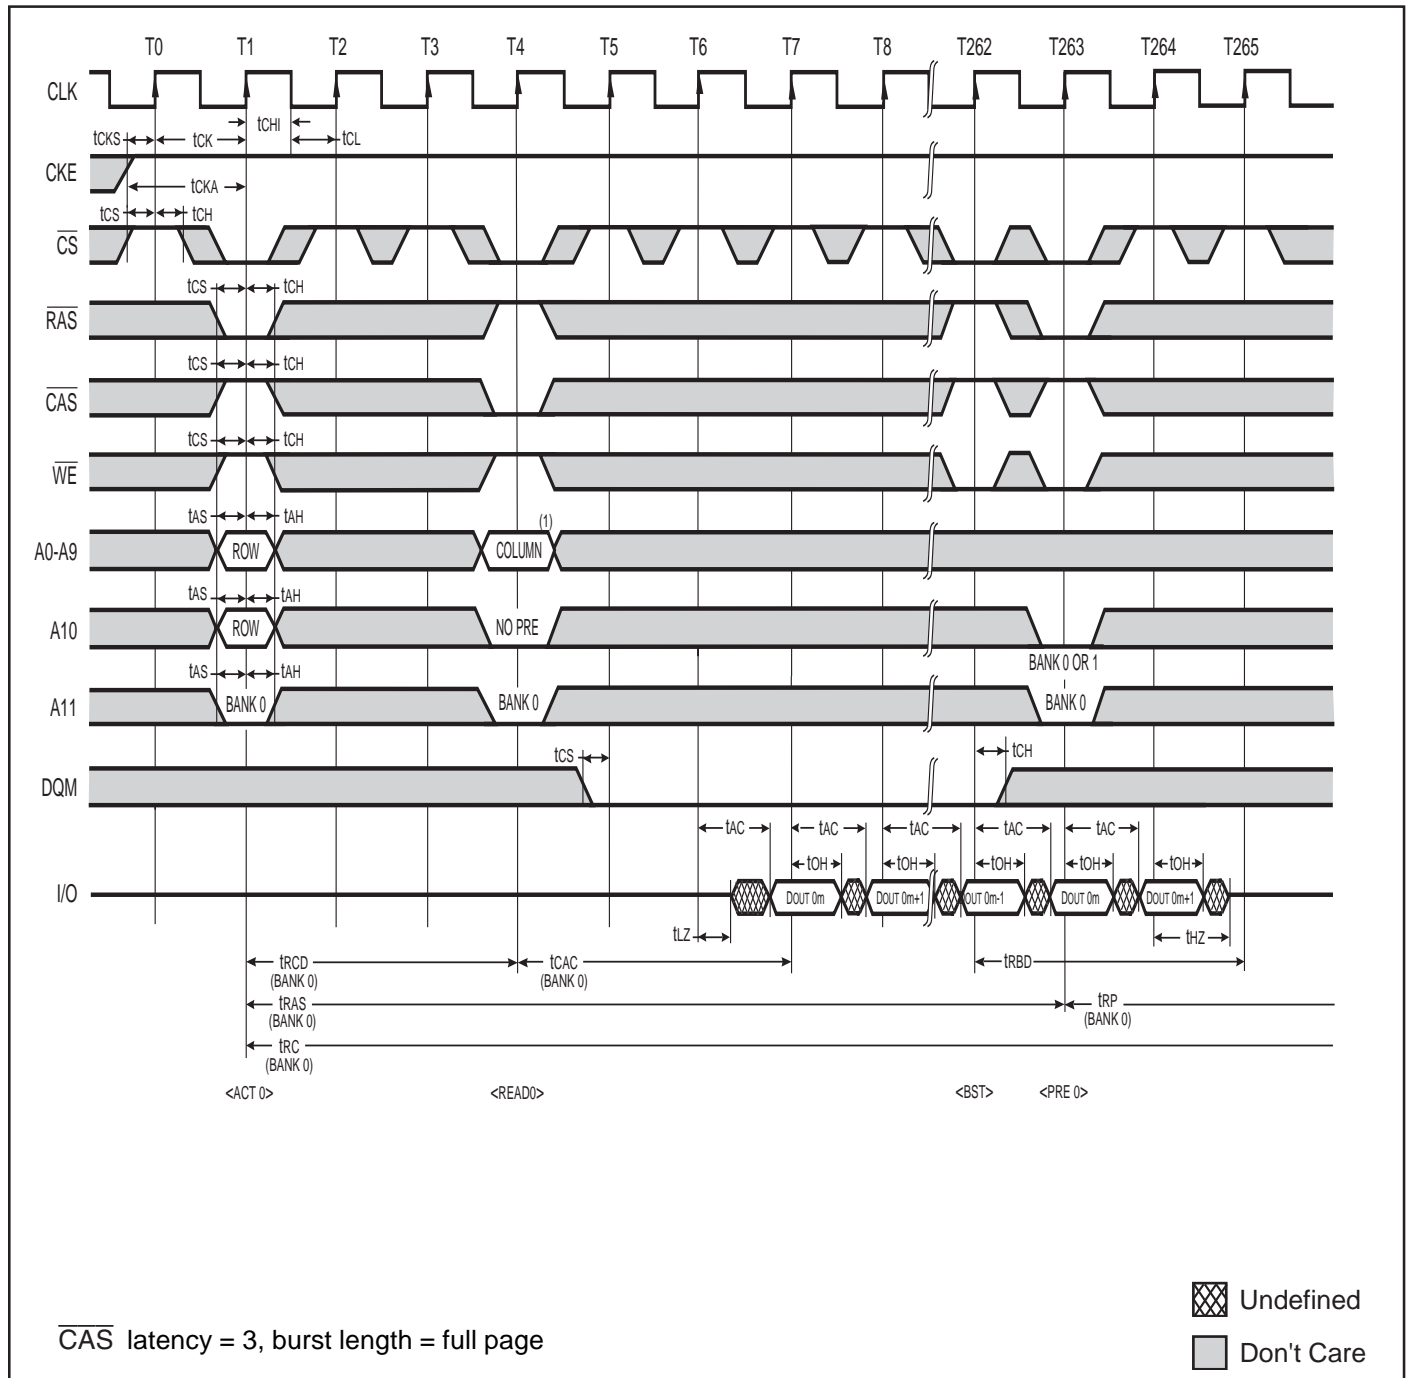 T0 T1 T2 T3 T4 T5 T6 T7 T8 T262 T263 T264 T265
CLK
tCHI
tCKS tCK tCL
CKE
tCKA
tCS tCH
CS
tCS tCH
RAS
tCS tCH
CAS
tCS tCH
WE
tAS tAH (1)
A0-A9 ROW COLUMN
tAS tAH
A10 ROW NO PRE
BANK 0 OR 1
tAS tAH
A11 BANK 0 BANK 0 BANK 0
tCS tCH
DQM
tAC tAC tAC tAC tAC
tOH tOH tOH tOH tOH
I/O DOUT 0m DOUT 0m+1 OUT 0m-1 DOUT 0m DOUT 0m+1
tLZ tHZ
tRCD tCAC tRBD
(BANK 0) (BANK 0)
tRAS tRP
(BANK 0) (BANK 0)
tRC
(BANK 0)
<ACT 0> <READ0> <BST> <PRE 0>
Undefined
CAS latency = 3, burst length = full page
Don't Care